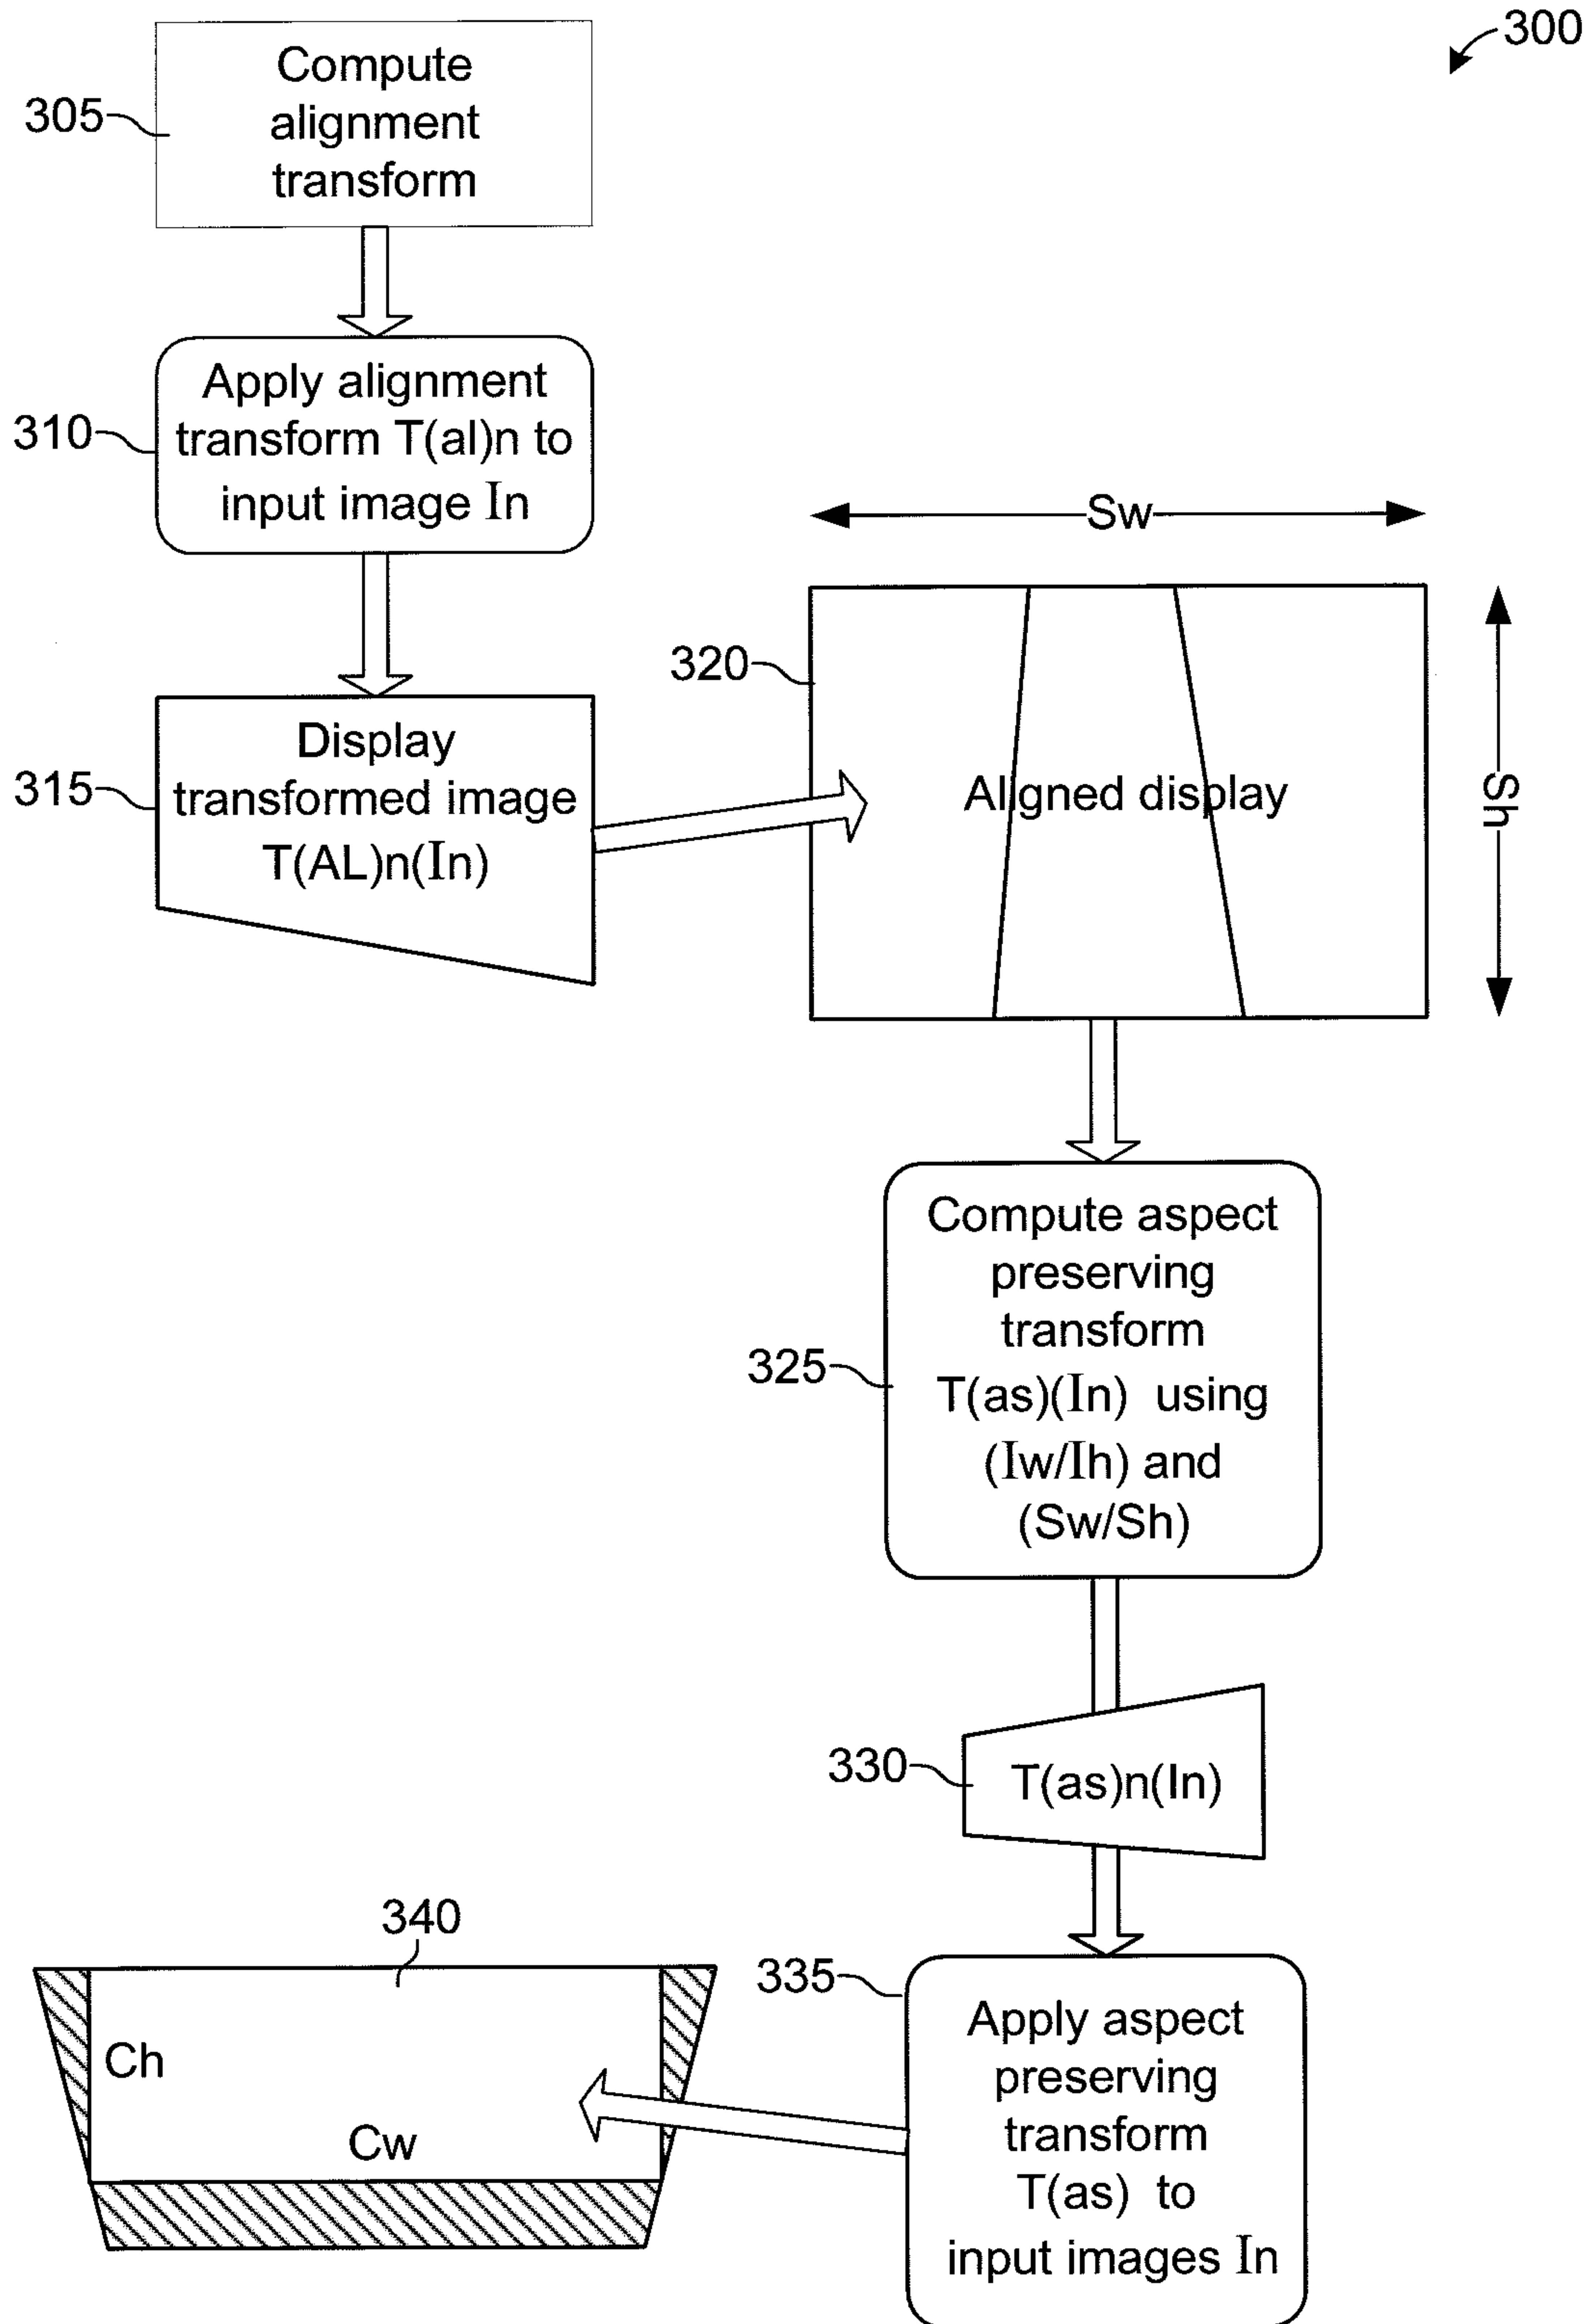 300
Compute
alignment
transform
305
Apply alignment
transform T(al)n to
input image In
310
Sw
Display
transformed image
T(AL)n(In)
315
320
Aligned display
Sh
Compute aspect
preserving
transform
T(as)(In) using
(Iw/Ih) and
(Sw/Sh)
325
330
T(as)n(In)
340
Ch
Cw
335
Apply aspect
preserving
transform
T(as) to
input images In